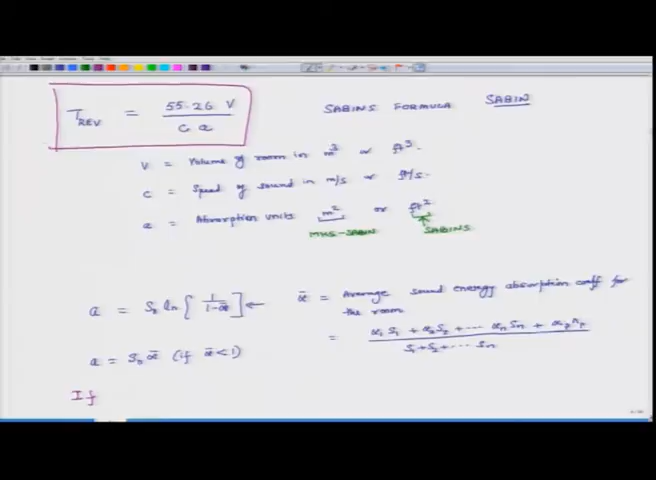 T_REV = 55.26 V / C a SABINS FORMULA SABIN
V = Volume of room in m³ or ft³.
C = Speed of sound in m/s or ft/s.
a = Absorption units m² or ft²
MKS-SABIN SABINS
a = S₀ ln [ 1 / 1-ᾱ ] ← ᾱ = Average sound energy absorption coeff for the room
a = S₀ ᾱ (if ᾱ < 1) = α₁S₁ + α₂S₂ + ··· αₙSₙ + αₚnₚ / S₁+S₂+ ··· Sₙ
If